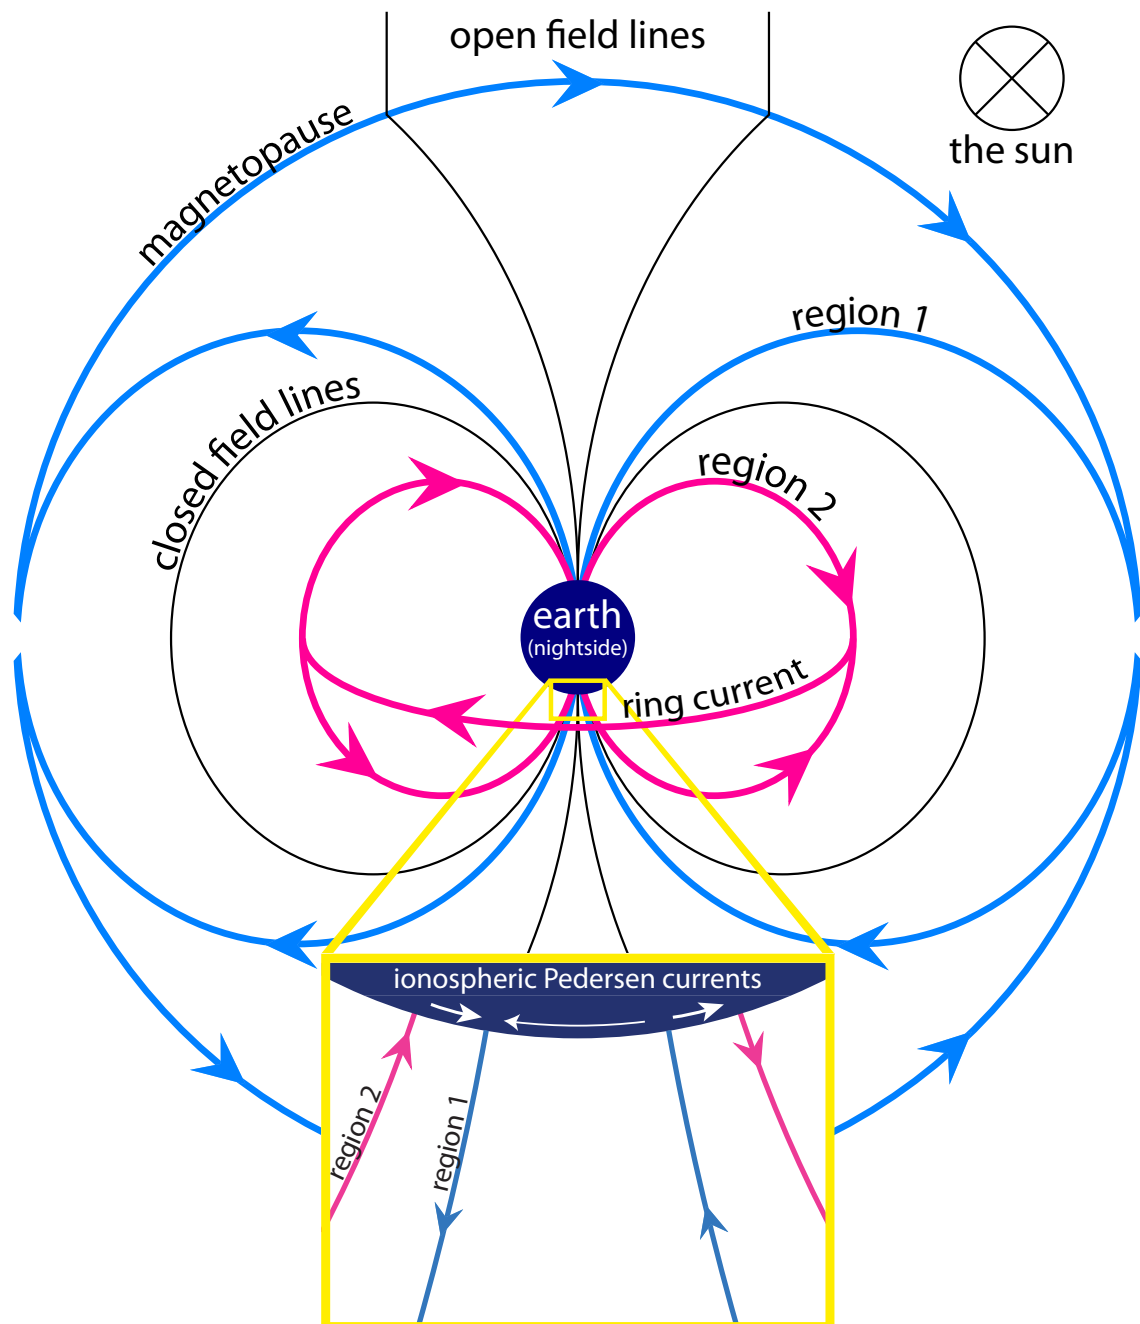 open field lines
the sun
magnetopause
region 1
closed field lines
region 2
earth
(nightside)
ring current
ionospheric Pedersen currents
region 2
region 1